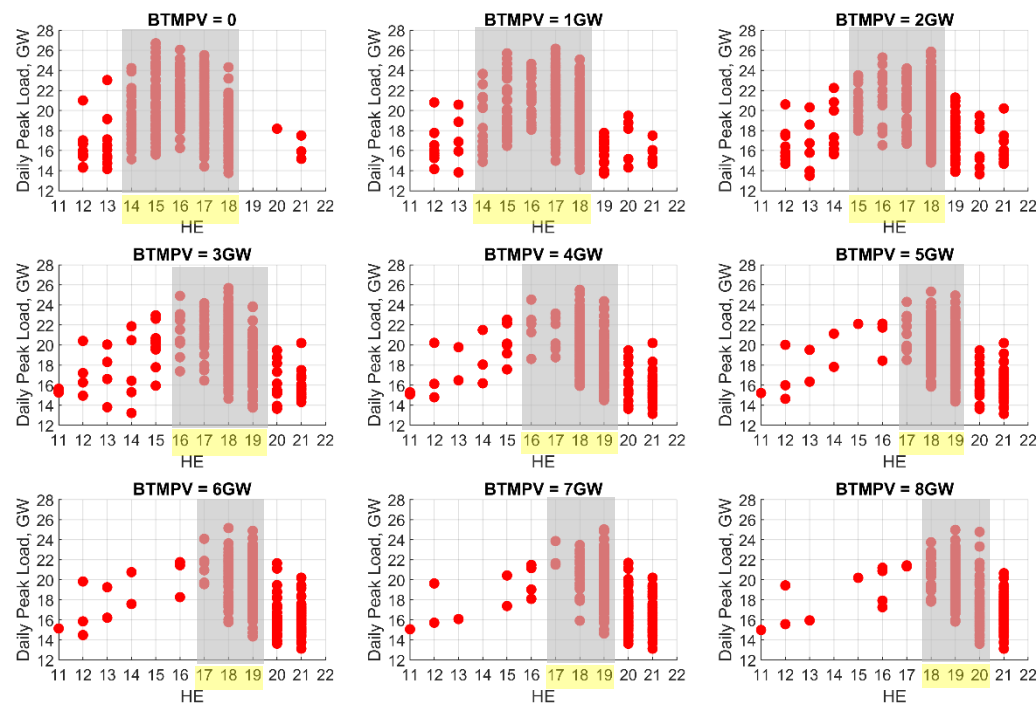 BTMPV = 0
Daily Peak Load, GW
28
26
24
22
20
18
16
14
12
11 12 13 14 15 16 17 18 19 20 21 22
HE
BTMPV = 1GW
Daily Peak Load, GW
28
26
24
22
20
18
16
14
12
11 12 13 14 15 16 17 18 19 20 21 22
HE
BTMPV = 2GW
Daily Peak Load, GW
28
26
24
22
20
18
16
14
12
11 12 13 14 15 16 17 18 19 20 21 22
HE
BTMPV = 3GW
Daily Peak Load, GW
28
26
24
22
20
18
16
14
12
11 12 13 14 15 16 17 18 19 20 21 22
HE
BTMPV = 4GW
Daily Peak Load, GW
28
26
24
22
20
18
16
14
12
11 12 13 14 15 16 17 18 19 20 21 22
HE
BTMPV = 5GW
Daily Peak Load, GW
28
26
24
22
20
18
16
14
12
11 12 13 14 15 16 17 18 19 20 21 22
HE
BTMPV = 6GW
Daily Peak Load, GW
28
26
24
22
20
18
16
14
12
11 12 13 14 15 16 17 18 19 20 21 22
HE
BTMPV = 7GW
Daily Peak Load, GW
28
26
24
22
20
18
16
14
12
11 12 13 14 15 16 17 18 19 20 21 22
HE
BTMPV = 8GW
Daily Peak Load, GW
28
26
24
22
20
18
16
14
12
11 12 13 14 15 16 17 18 19 20 21 22
HE